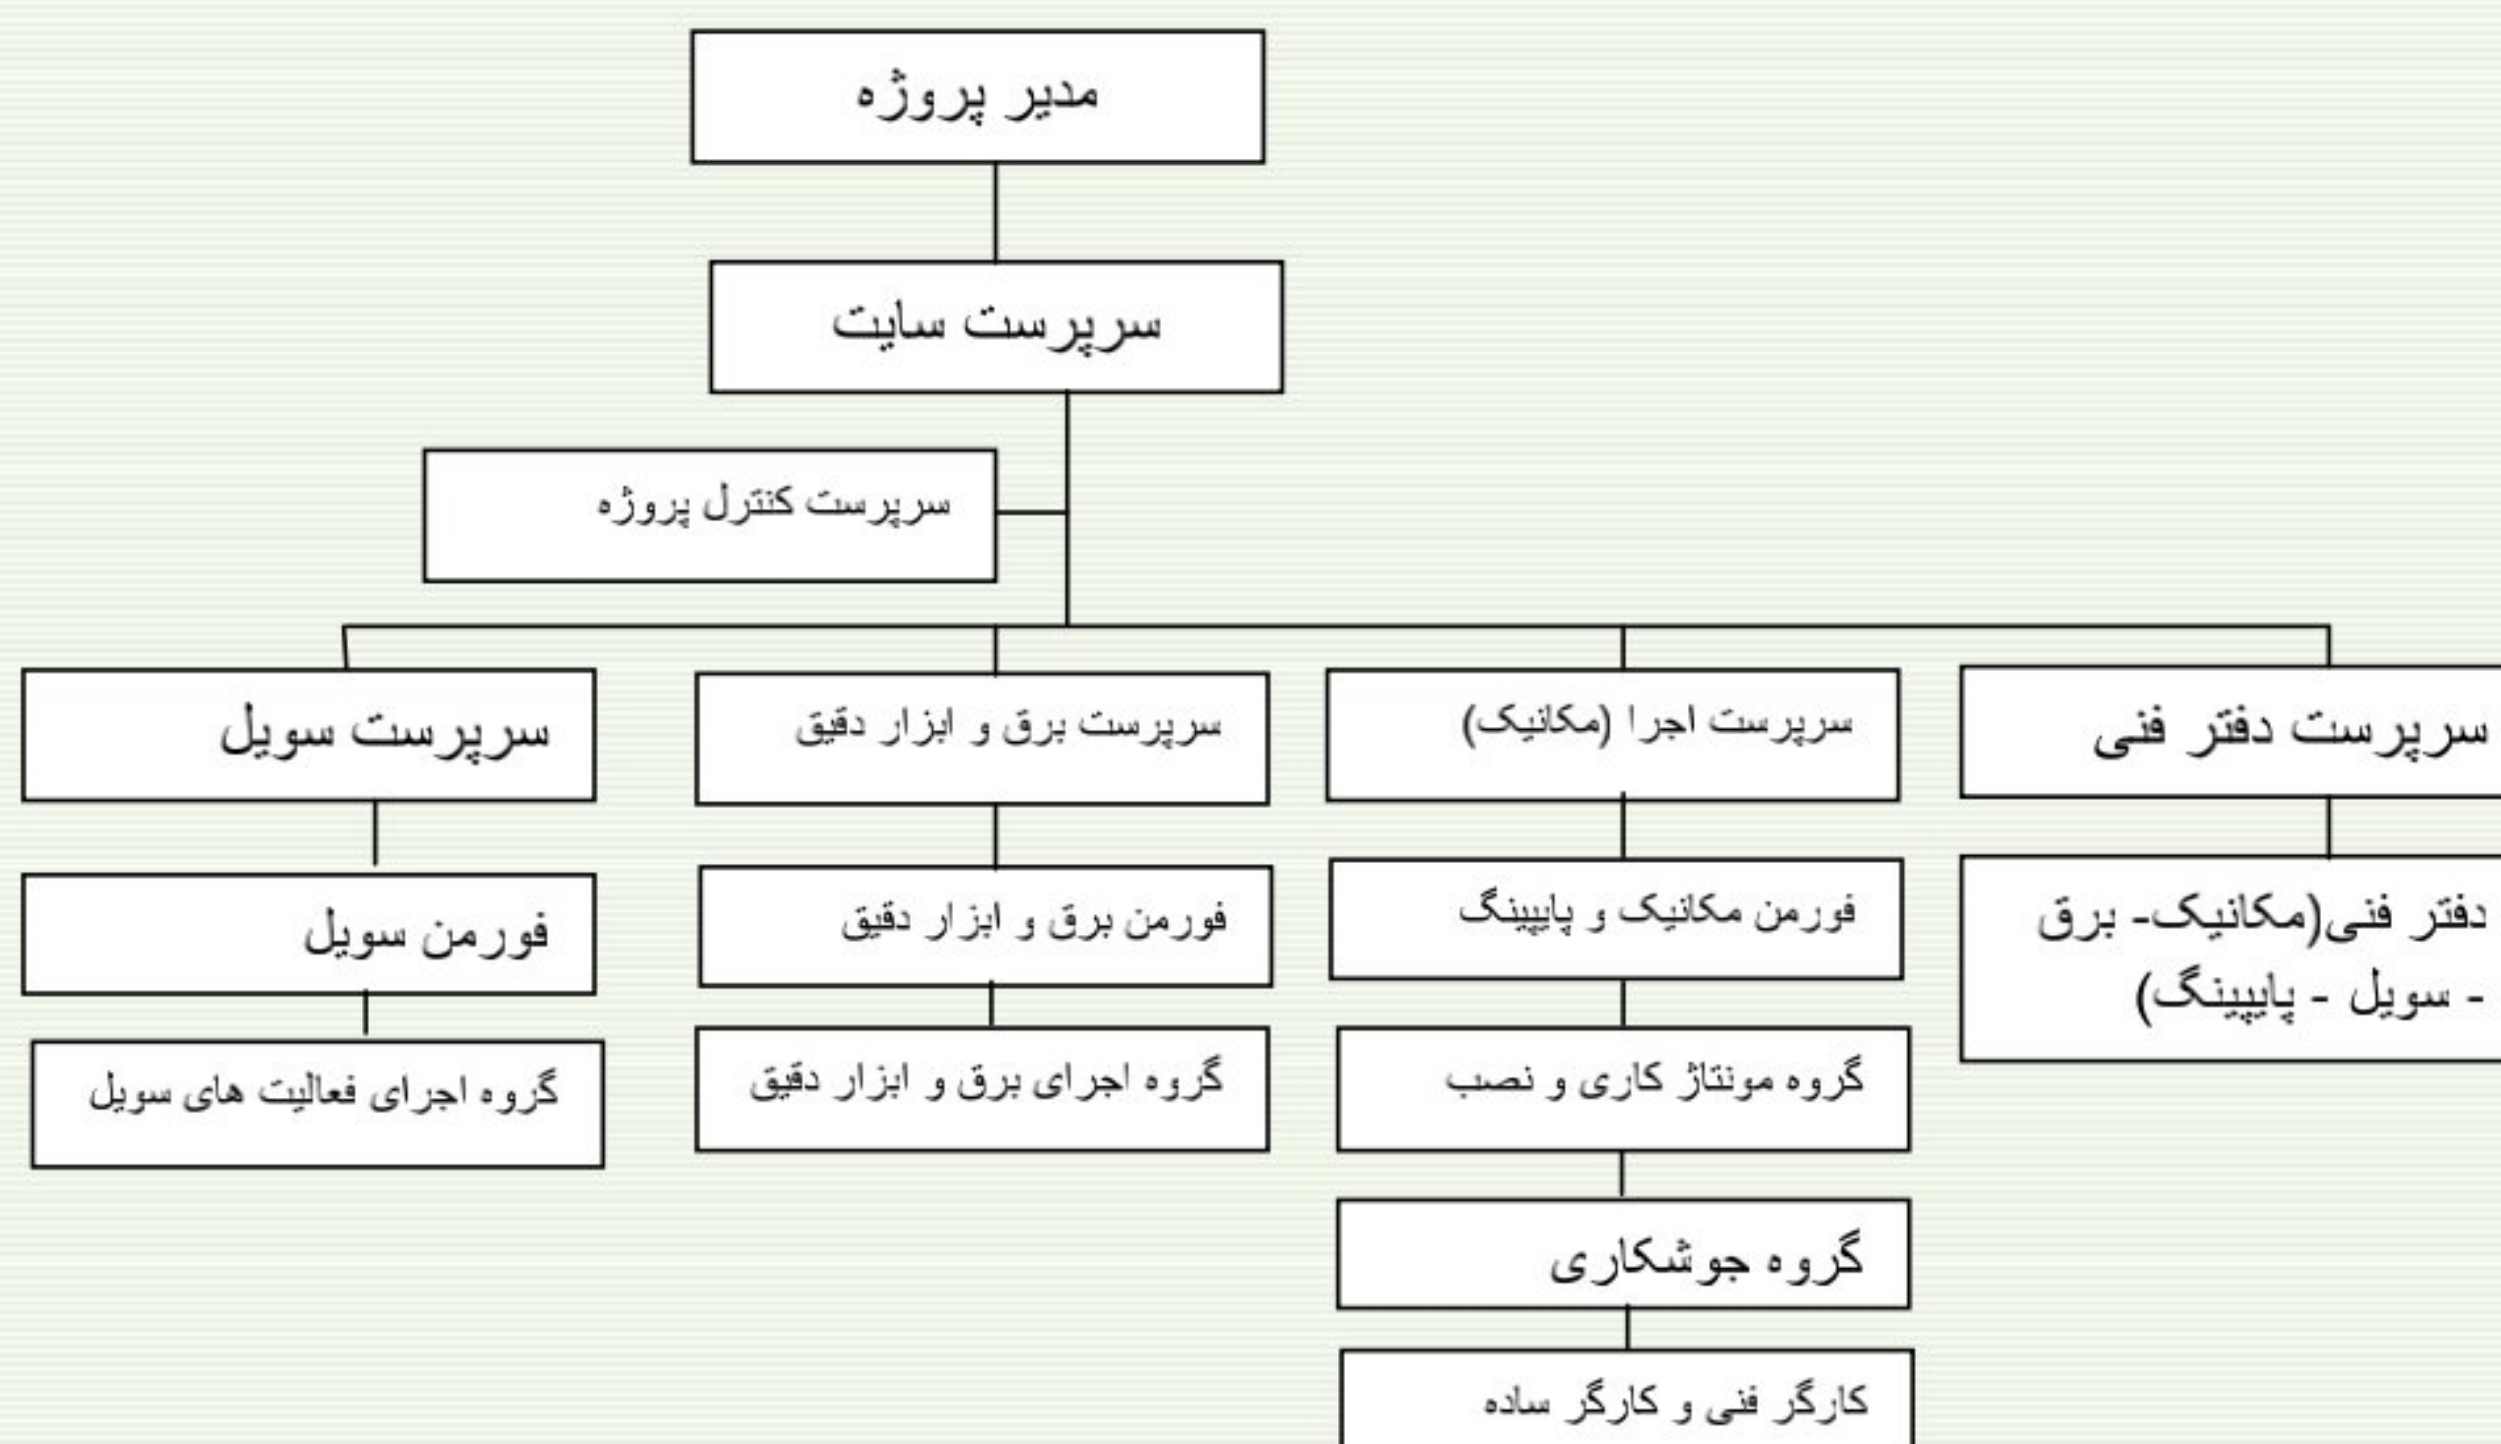 مدیر پروژه
سرپرست سایت
سرپرست کنترل پروژه
سرپرست دفتر فنی
سرپرست اجرا (مکانیک)
سرپرست برق و ابزار دقیق
سرپرست سویل
دفتر فنی(مکانیک- برق
- سویل - پایپینگ)
فورمن مکانیک و پایپینگ
فورمن برق و ابزار دقیق
فورمن سویل
گروه مونتاژ کاری و نصب
گروه اجرای برق و ابزار دقیق
گروه اجرای فعالیت های سویل
گروه جوشکاری
کارگر فنی و کارگر ساده